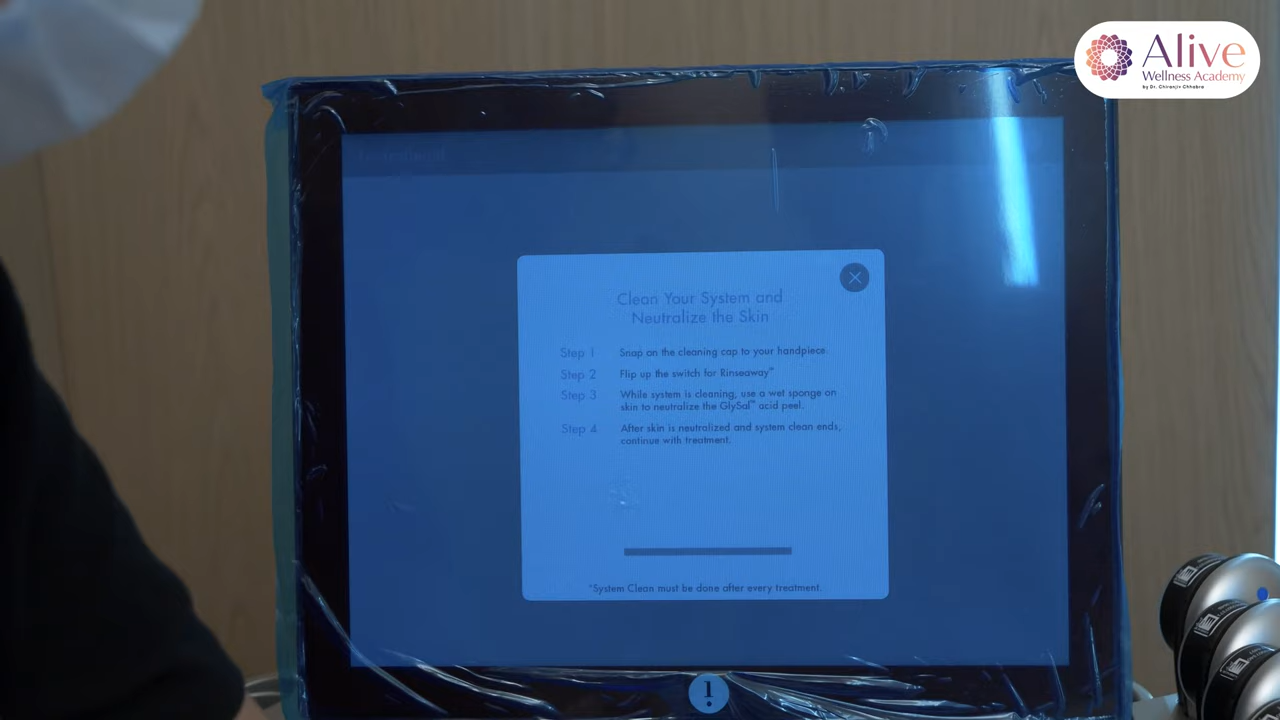 Alive
Wellness Academy
by Dr. Chiranjiv Chhabra
Clean Your System and
Neutralize the Skin
Step 1 Snap on the cleaning cap to your handpiece.
Step 2 Flip up the switch for Rinseaway™
Step 3 While system is cleaning, use a wet sponge on
skin to neutralize the GlySal™ acid peel.
Step 4 After skin is neutralized and system clean ends,
continue with treatment.
*System Clean must be done after every treatment.